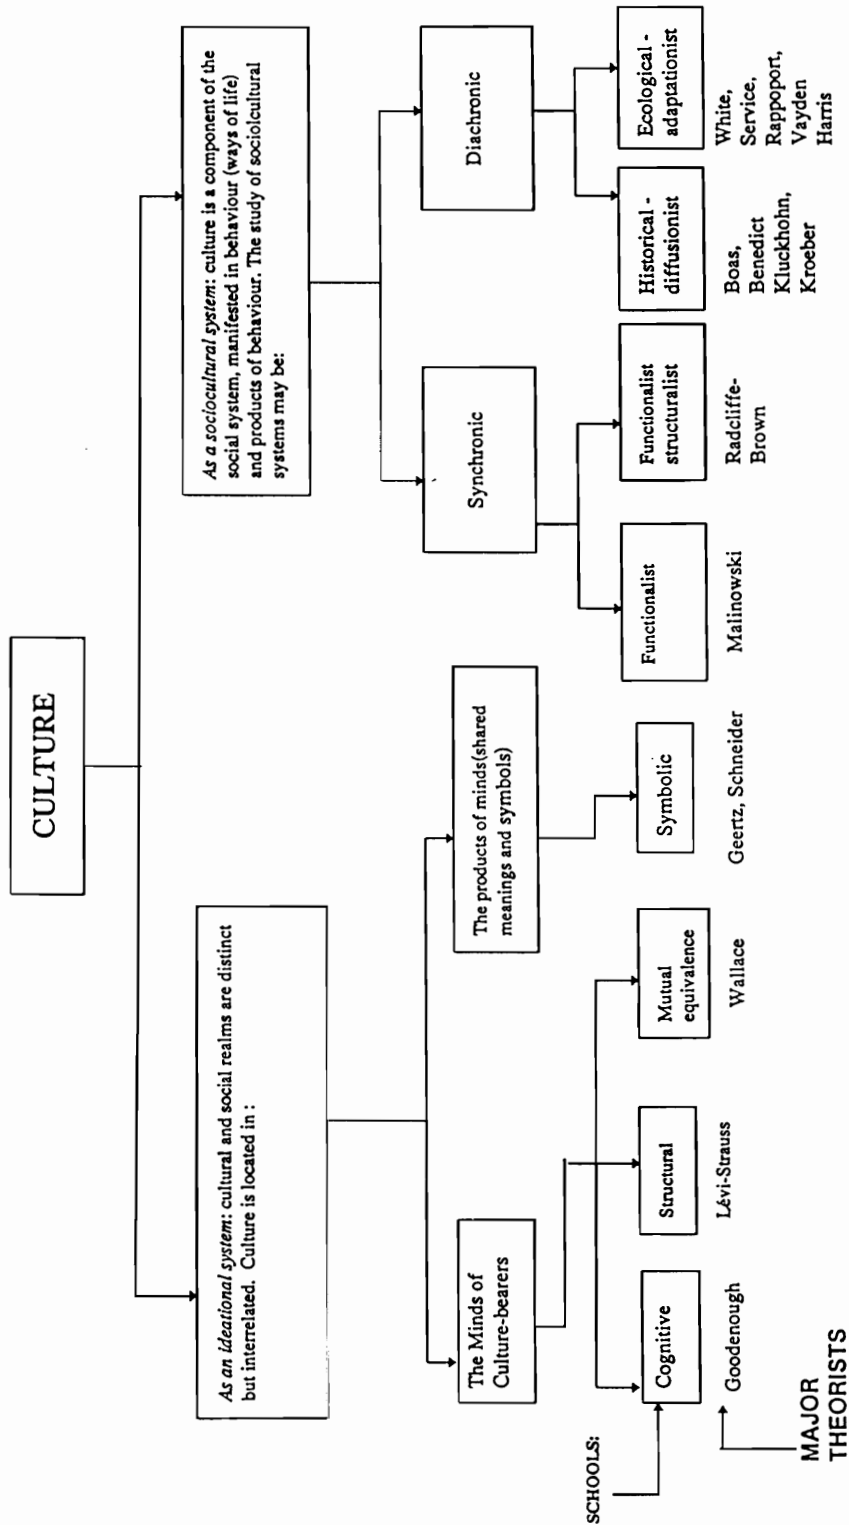 CULTURE
As an ideational system: cultural and social realms are distinct
but interrelated. Culture is located in :
As a sociocultural system: culture is a component of the
social system, manifested in behaviour (ways of life)
and products of behaviour. The study of sociolcultural
systems may be:
The Minds of
Culture-bearers
The products of minds(shared
meanings and symbols)
Synchronic
Diachronic
SCHOOLS:
Cognitive
Structural
Mutual
equivalence
Symbolic
Functionalist
Functionalist
structuralist
Historical -
diffusionist
Ecological -
adaptationist
MAJOR
THEORISTS
Goodenough
Lévi-Strauss
Wallace
Geertz, Schneider
Malinowski
Radcliffe-
Brown
Boas,
Benedict
Kluckhohn,
Kroeber
White,
Service,
Rappoport,
Vayden
Harris